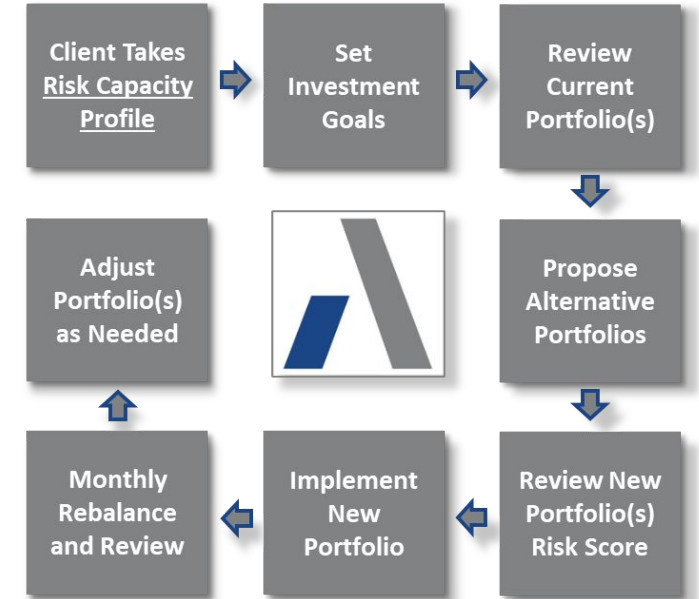 Client Takes
Risk Capacity
Profile
Set
Investment
Goals
Review
Current
Portfolio(s)
Propose
Alternative
Portfolios
Review New
Portfolio(s)
Risk Score
Implement
New
Portfolio
Monthly
Rebalance
and Review
Adjust
Portfolio(s)
as Needed